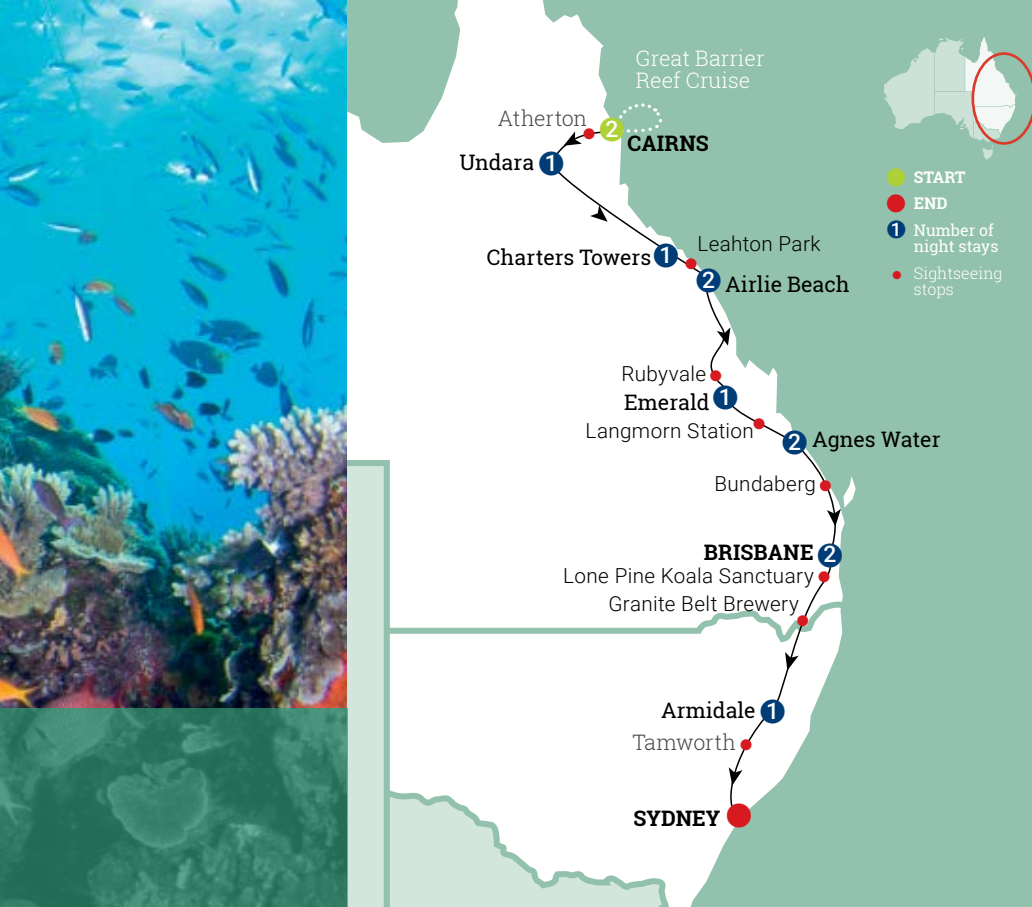 Great Barrier
Reef Cruise
Atherton
2
CAIRNS
Undara
1
START
END
1
Number of
night stays
Sightseeing
stops
Charters Towers
1
Leahton Park
2
Airlie Beach
Rubyvale
Emerald
1
Langmorn Station
2
Agnes Water
Bundaberg
BRISBANE
2
Lone Pine Koala Sanctuary
Granite Belt Brewery
Armidale
1
Tamworth
SYDNEY